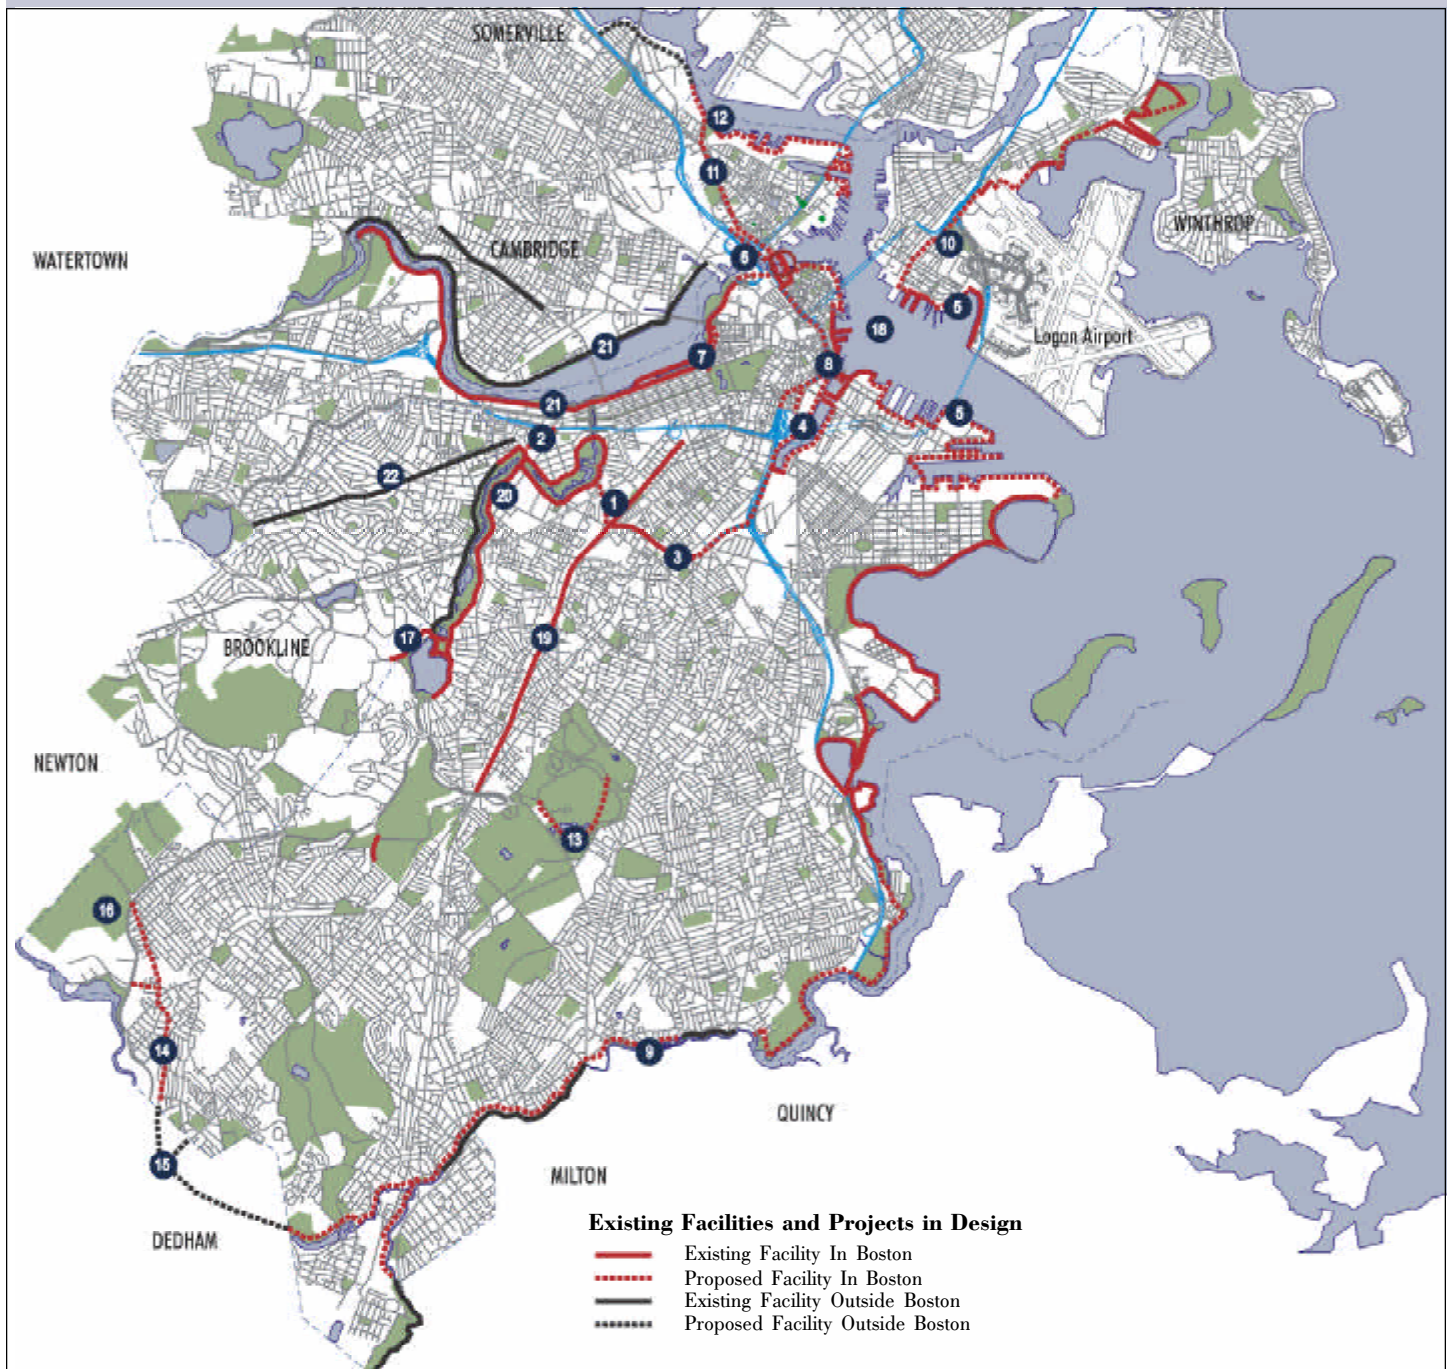 SOMERVILLE
12
11
WINTHROP
WATERTOWN
CAMBRIDGE
6
10
5
18
Logan Airport
21
7
8
21
5
4
2
22
20
1
3
17
19
BROOKLINE
NEWTON
13
16
14
9
QUINCY
15
MILTON
DEDHAM
Existing Facilities and Projects in Design
Existing Facility In Boston
Proposed Facility In Boston
Existing Facility Outside Boston
Proposed Facility Outside Boston